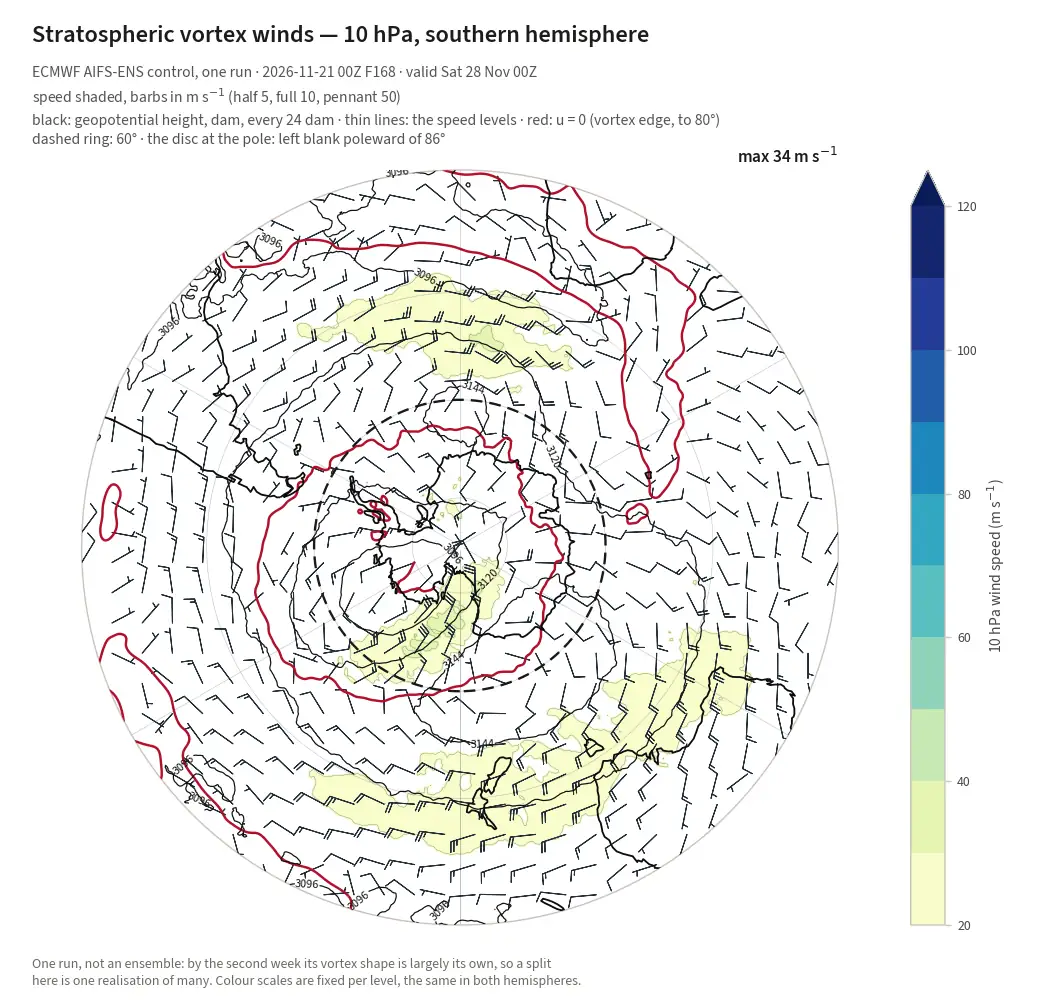 Stratospheric vortex winds — 10 hPa, southern hemisphere
ECMWF AIFS-ENS control, one run · 2026-11-21 00Z F168 · valid Sat 28 Nov 00Z
speed shaded, barbs in m s⁻¹ (half 5, full 10, pennant 50)
black: geopotential height, dam, every 24 dam · thin lines: the speed levels · red: u = 0 (vortex edge, to 80°)
dashed ring: 60° · the disc at the pole: left blank poleward of 86°
max 34 m s⁻¹
3096
3096
3096
3096
3144
3120
3096
3120
3144
3144
3096
3096
3096
3096
3096
120
100
80
60
40
20
10 hPa wind speed (m s⁻¹)
One run, not an ensemble: by the second week its vortex shape is largely its own, so a split
here is one realisation of many. Colour scales are fixed per level, the same in both hemispheres.